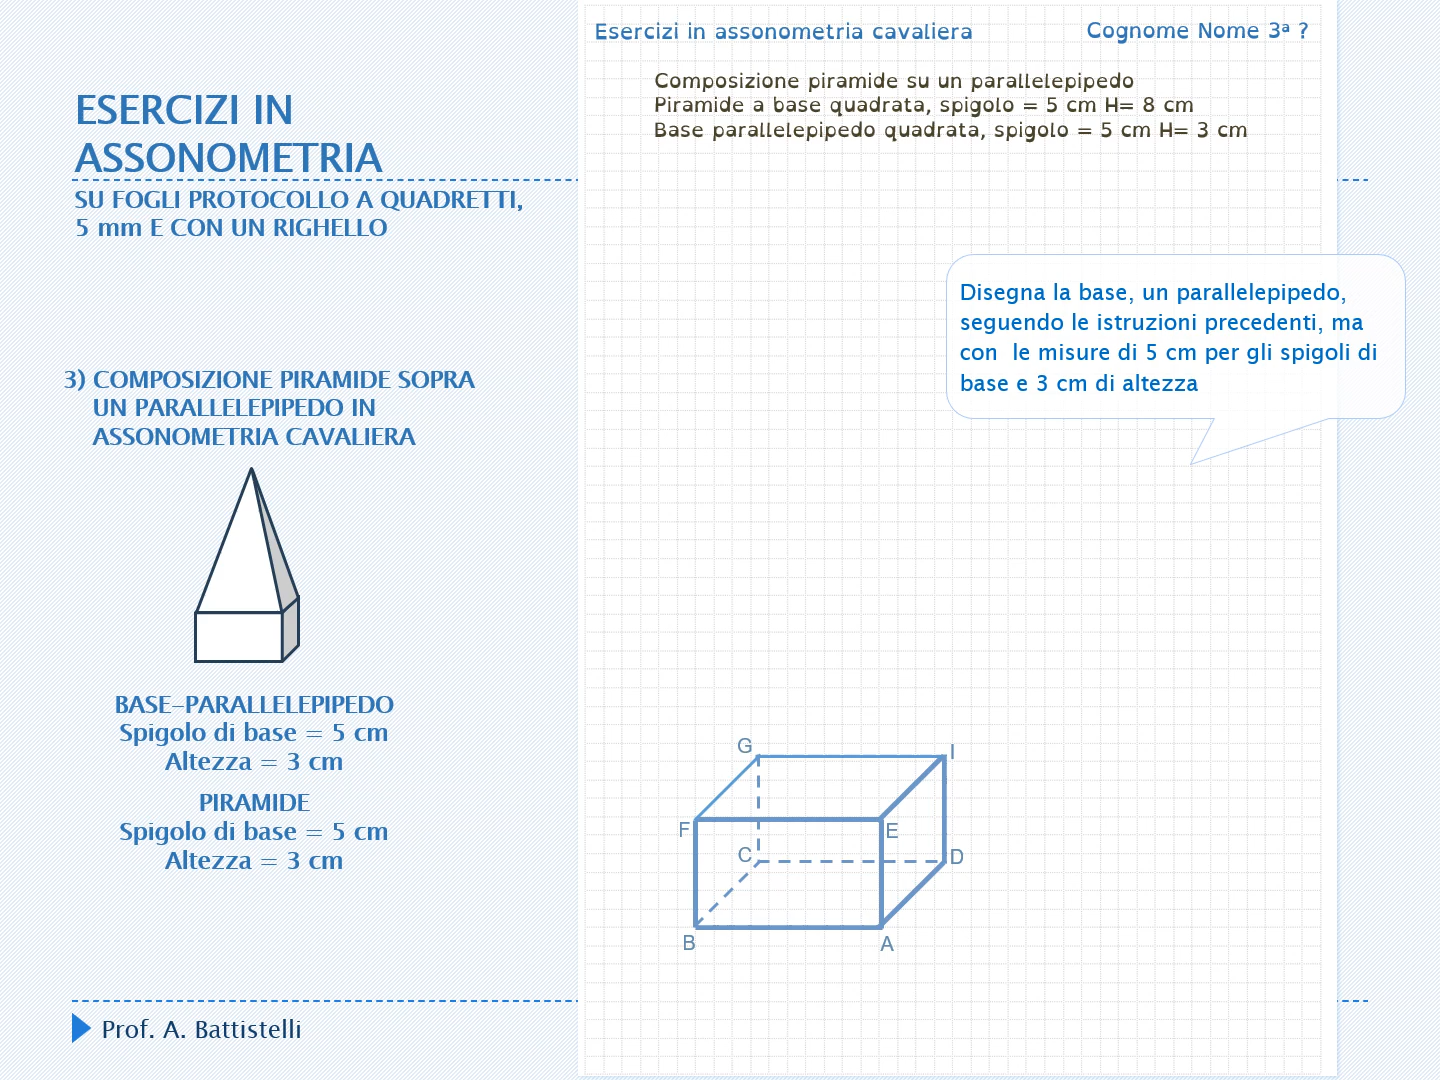 ESERCIZI IN
ASSONOMETRIA
SU FOGLI PROTOCOLLO A QUADRETTI,
5 mm E CON UN RIGHELLO
3) COMPOSIZIONE PIRAMIDE SOPRA
UN PARALLELEPIPEDO IN
ASSONOMETRIA CAVALIERA
BASE-PARALLELEPIPEDO
Spigolo di base = 5 cm
Altezza = 3 cm
PIRAMIDE
Spigolo di base = 5 cm
Altezza = 3 cm
Prof. A. Battistelli
Esercizi in assonometria cavaliera
Cognome Nome 3ª ?
Composizione piramide su un parallelepipedo
Piramide a base quadrata, spigolo = 5 cm H= 8 cm
Base parallelepipedo quadrata, spigolo = 5 cm H= 3 cm
Disegna la base, un parallelepipedo,
seguendo le istruzioni precedenti, ma
con  le misure di 5 cm per gli spigoli di
base e 3 cm di altezza
G
I
F
E
C
D
B
A